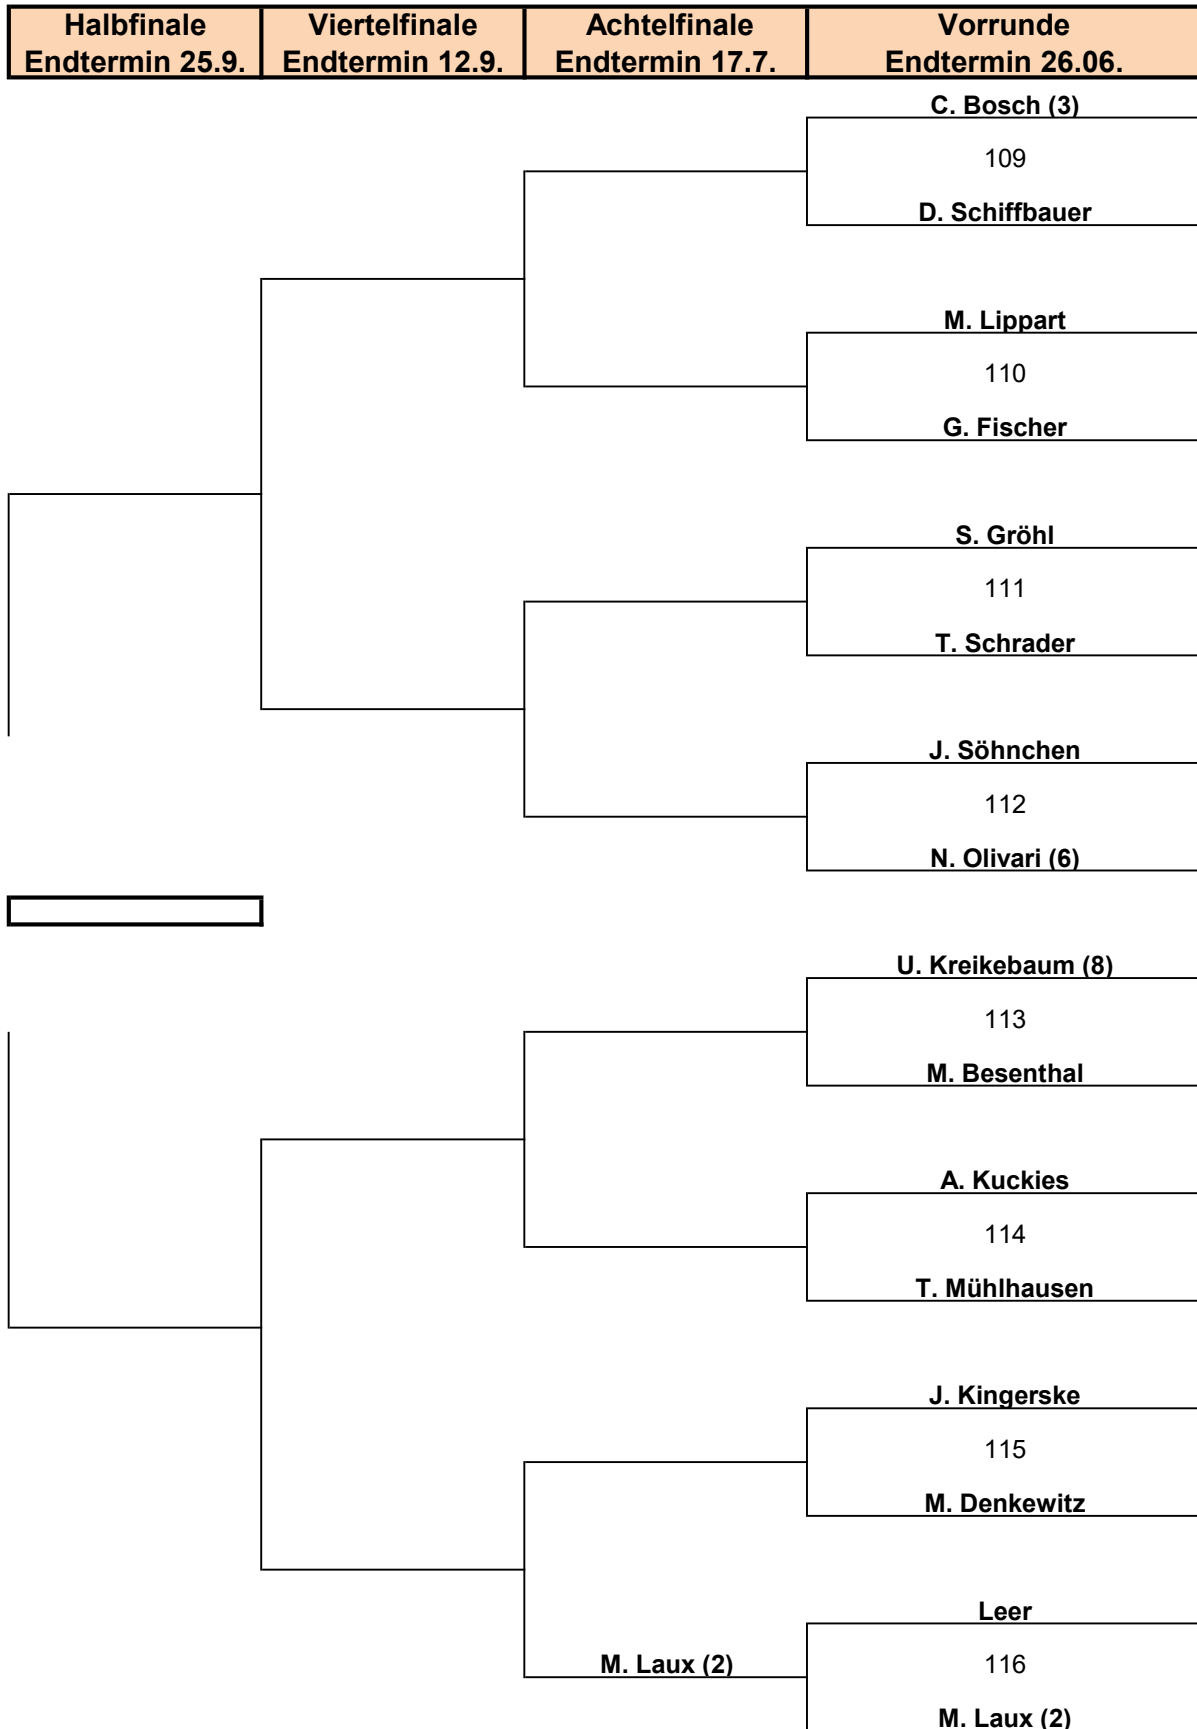 Halbfinale
Endtermin 25.9.
Viertelfinale
Endtermin 12.9.
Achtelfinale
Endtermin 17.7.
Vorrunde
Endtermin 26.06.
C. Bosch (3)
109
D. Schiffbauer
M. Lippart
110
G. Fischer
S. Gröhl
111
T. Schrader
J. Söhnchen
112
N. Olivari (6)
U. Kreikebaum (8)
113
M. Besenthal
A. Kuckies
114
T. Mühlhausen
J. Kingerske
115
M. Denkewitz
Leer
M. Laux (2)
116
M. Laux (2)